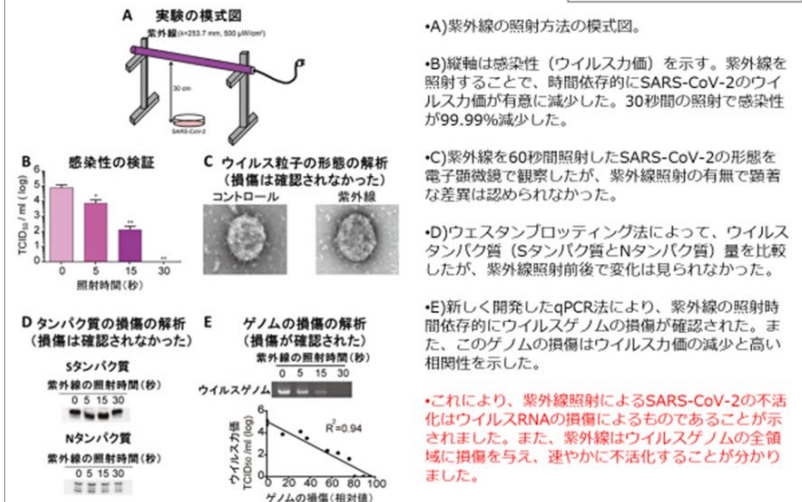 A 実験の模式図
紫外線(λ=253.7 mm, 500 μW/cm²)
30 cm
SARS-CoV-2
B 感染性の検証
TCID₅₀/ml ( log)
6
5
4
3
2
1
0
*
**
**
0 5 15 30
照射時間(秒)
C ウイルス粒子の形態の解析
(損傷は確認されなかった)
コントロール 紫外線
D タンパク質の損傷の解析
(損傷は確認されなかった)
Sタンパク質
紫外線の照射時間(秒)
0 5 15 30
Nタンパク質
紫外線の照射時間(秒)
0 5 15 30
E ゲノムの損傷の解析
(損傷が確認された)
紫外線の照射時間(秒)
0 5 15 30
ウイルスゲノム
ウイルス力価
TCID₅₀/ml (log)
6
4
2
0
R²=0.94
0 20 40 60 80 100
ゲノムの損傷(相対値)
•A)紫外線の照射方法の模式図。
•B)縦軸は感染性（ウイルス力価）を示す。紫外線を
照射することで、時間依存的にSARS-CoV-2のウイ
ルス力価が有意に減少した。30秒間の照射で感染性
が99.99%減少した。
•C)紫外線を60秒間照射したSARS-CoV-2の形態を
電子顕微鏡で観察したが、紫外線照射の有無で顕著
な差異は認められなかった。
•D)ウェスタンブロッティング法によって、ウイルス
タンパク質（Sタンパク質とNタンパク質）量を比較
したが、紫外線照射前後で変化は見られなかった。
•E)新しく開発したqPCR法により、紫外線の照射時
間依存的にウイルスゲノムの損傷が確認された。ま
た、このゲノムの損傷はウイルス力価の減少と高い
相関性を示した。
•これにより、紫外線照射によるSARS-CoV-2の不活
化はウイルスRNAの損傷によるものであることが示
されました。また、紫外線はウイルスゲノムの全領
域に損傷を与え、速やかに不活化することが分かり
ました。